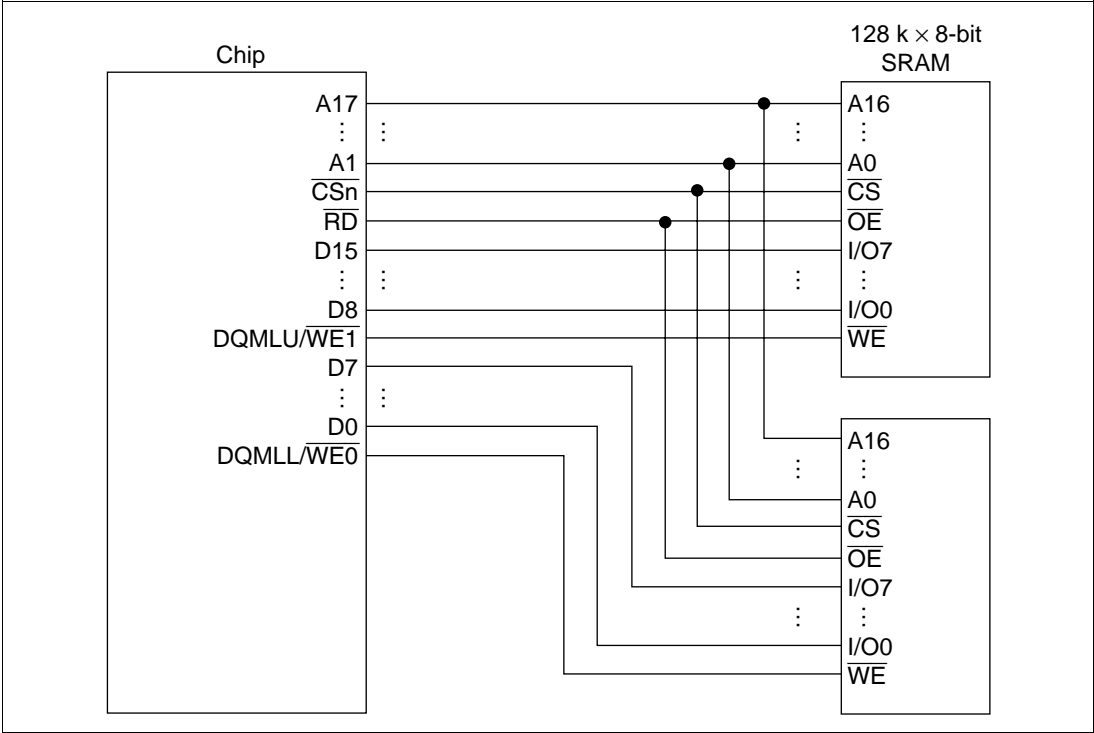 Chip
A17
⋮ ⋮
A1
CSn
RD
D15
⋮ ⋮
D8
DQMLU/WE1
D7
⋮ ⋮
D0
DQMLL/WE0
128 k × 8-bit
SRAM
A16
⋮ ⋮
A0
CS
OE
I/O7
⋮ ⋮
I/O0
WE
A16
⋮ ⋮
A0
CS
OE
I/O7
⋮ ⋮
I/O0
WE